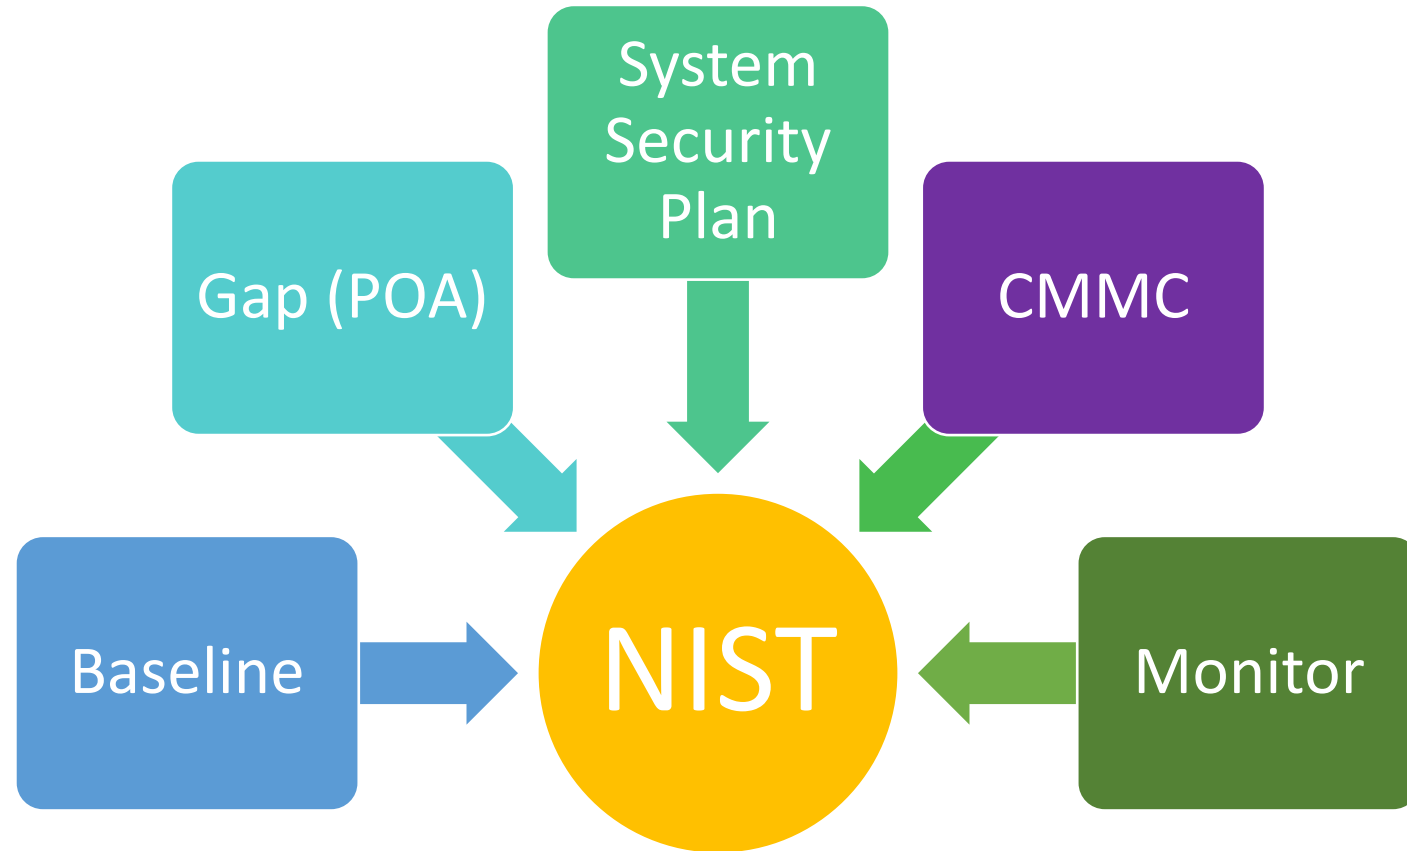 System
Security
Plan
Gap (POA)
CMMC
Baseline
NIST
Monitor